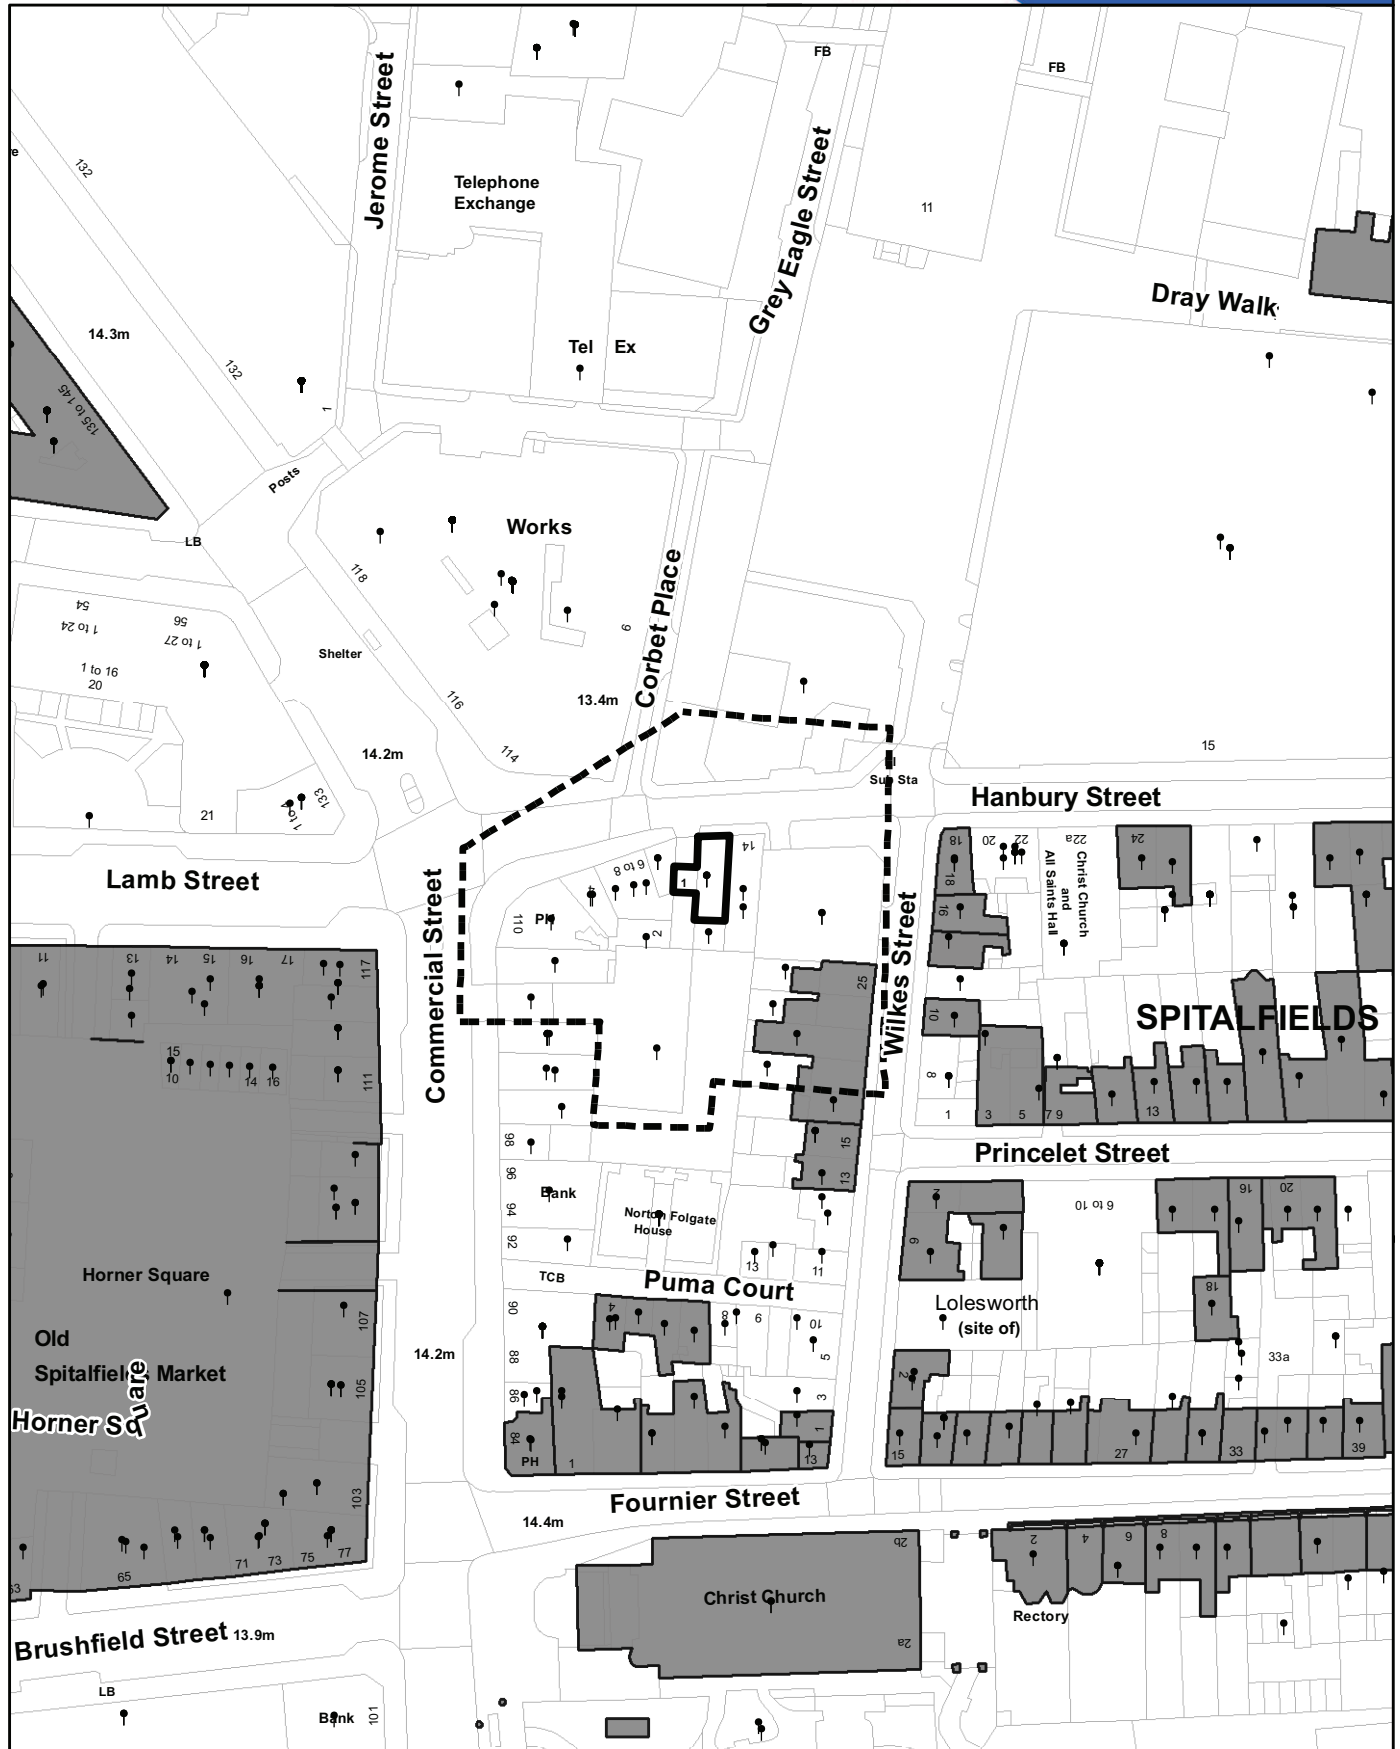 FB
FB
Jerome Street
Grey Eagle Street
132
Telephone
Exchange
11
Dray Walk
14.3m
Tel Ex
132
135 to 145
1
Posts
LB
Works
118
Corbet Place
54
1 to 24
56
1 to 27
1 to 16
20
Shelter
9
116
13.4m
114
14.2m
15
Sub Sta
133
1 to 4
21
Hanbury Street
Lamb Street
Commercial Street
Wilkes Street
6 to 8
14
1
4
110
PH
2
18
20
22
22a
24
18
16
Christ Church
and
All Saints Hall
11
13
14
15
16
17
117
25
10
SPITALFIELDS
15
10
14
16
111
8
1
3
5
7 9
13
98
15
13
Princelet Street
96
Bank
94
92
Norton Folgate
House
13
11
2
6
6 to 10
16
20
18
TCB
Puma Court
Horner Square
107
90
4
8
9
10
Lolesworth
(site of)
Old
Spitalfields Market
14.2m
88
5
33a
105
86
3
2
Horner Square
84
PH
1
1
13
15
27
33
39
103
Fournier Street
14.4m
71
73
75
77
65
63
2b
Christ Church
2a
2
4
6
8
Rectory
Brushfield Street 13.9m
LB
Bank
101